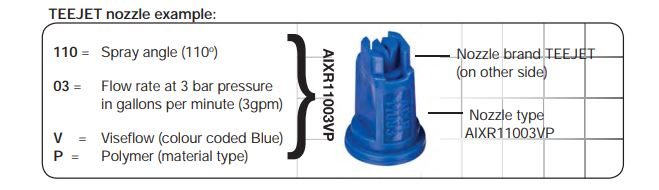 TEEJET nozzle example:
110 = Spray angle (110º)
03 = Flow rate at 3 bar pressure
in gallons per minute (3gpm)
V = Viseflow (colour coded Blue)
P = Polymer (material type)
AIXR11003VP
Nozzle brand TEEJET
(on other side)
Nozzle type
AIXR11003VP